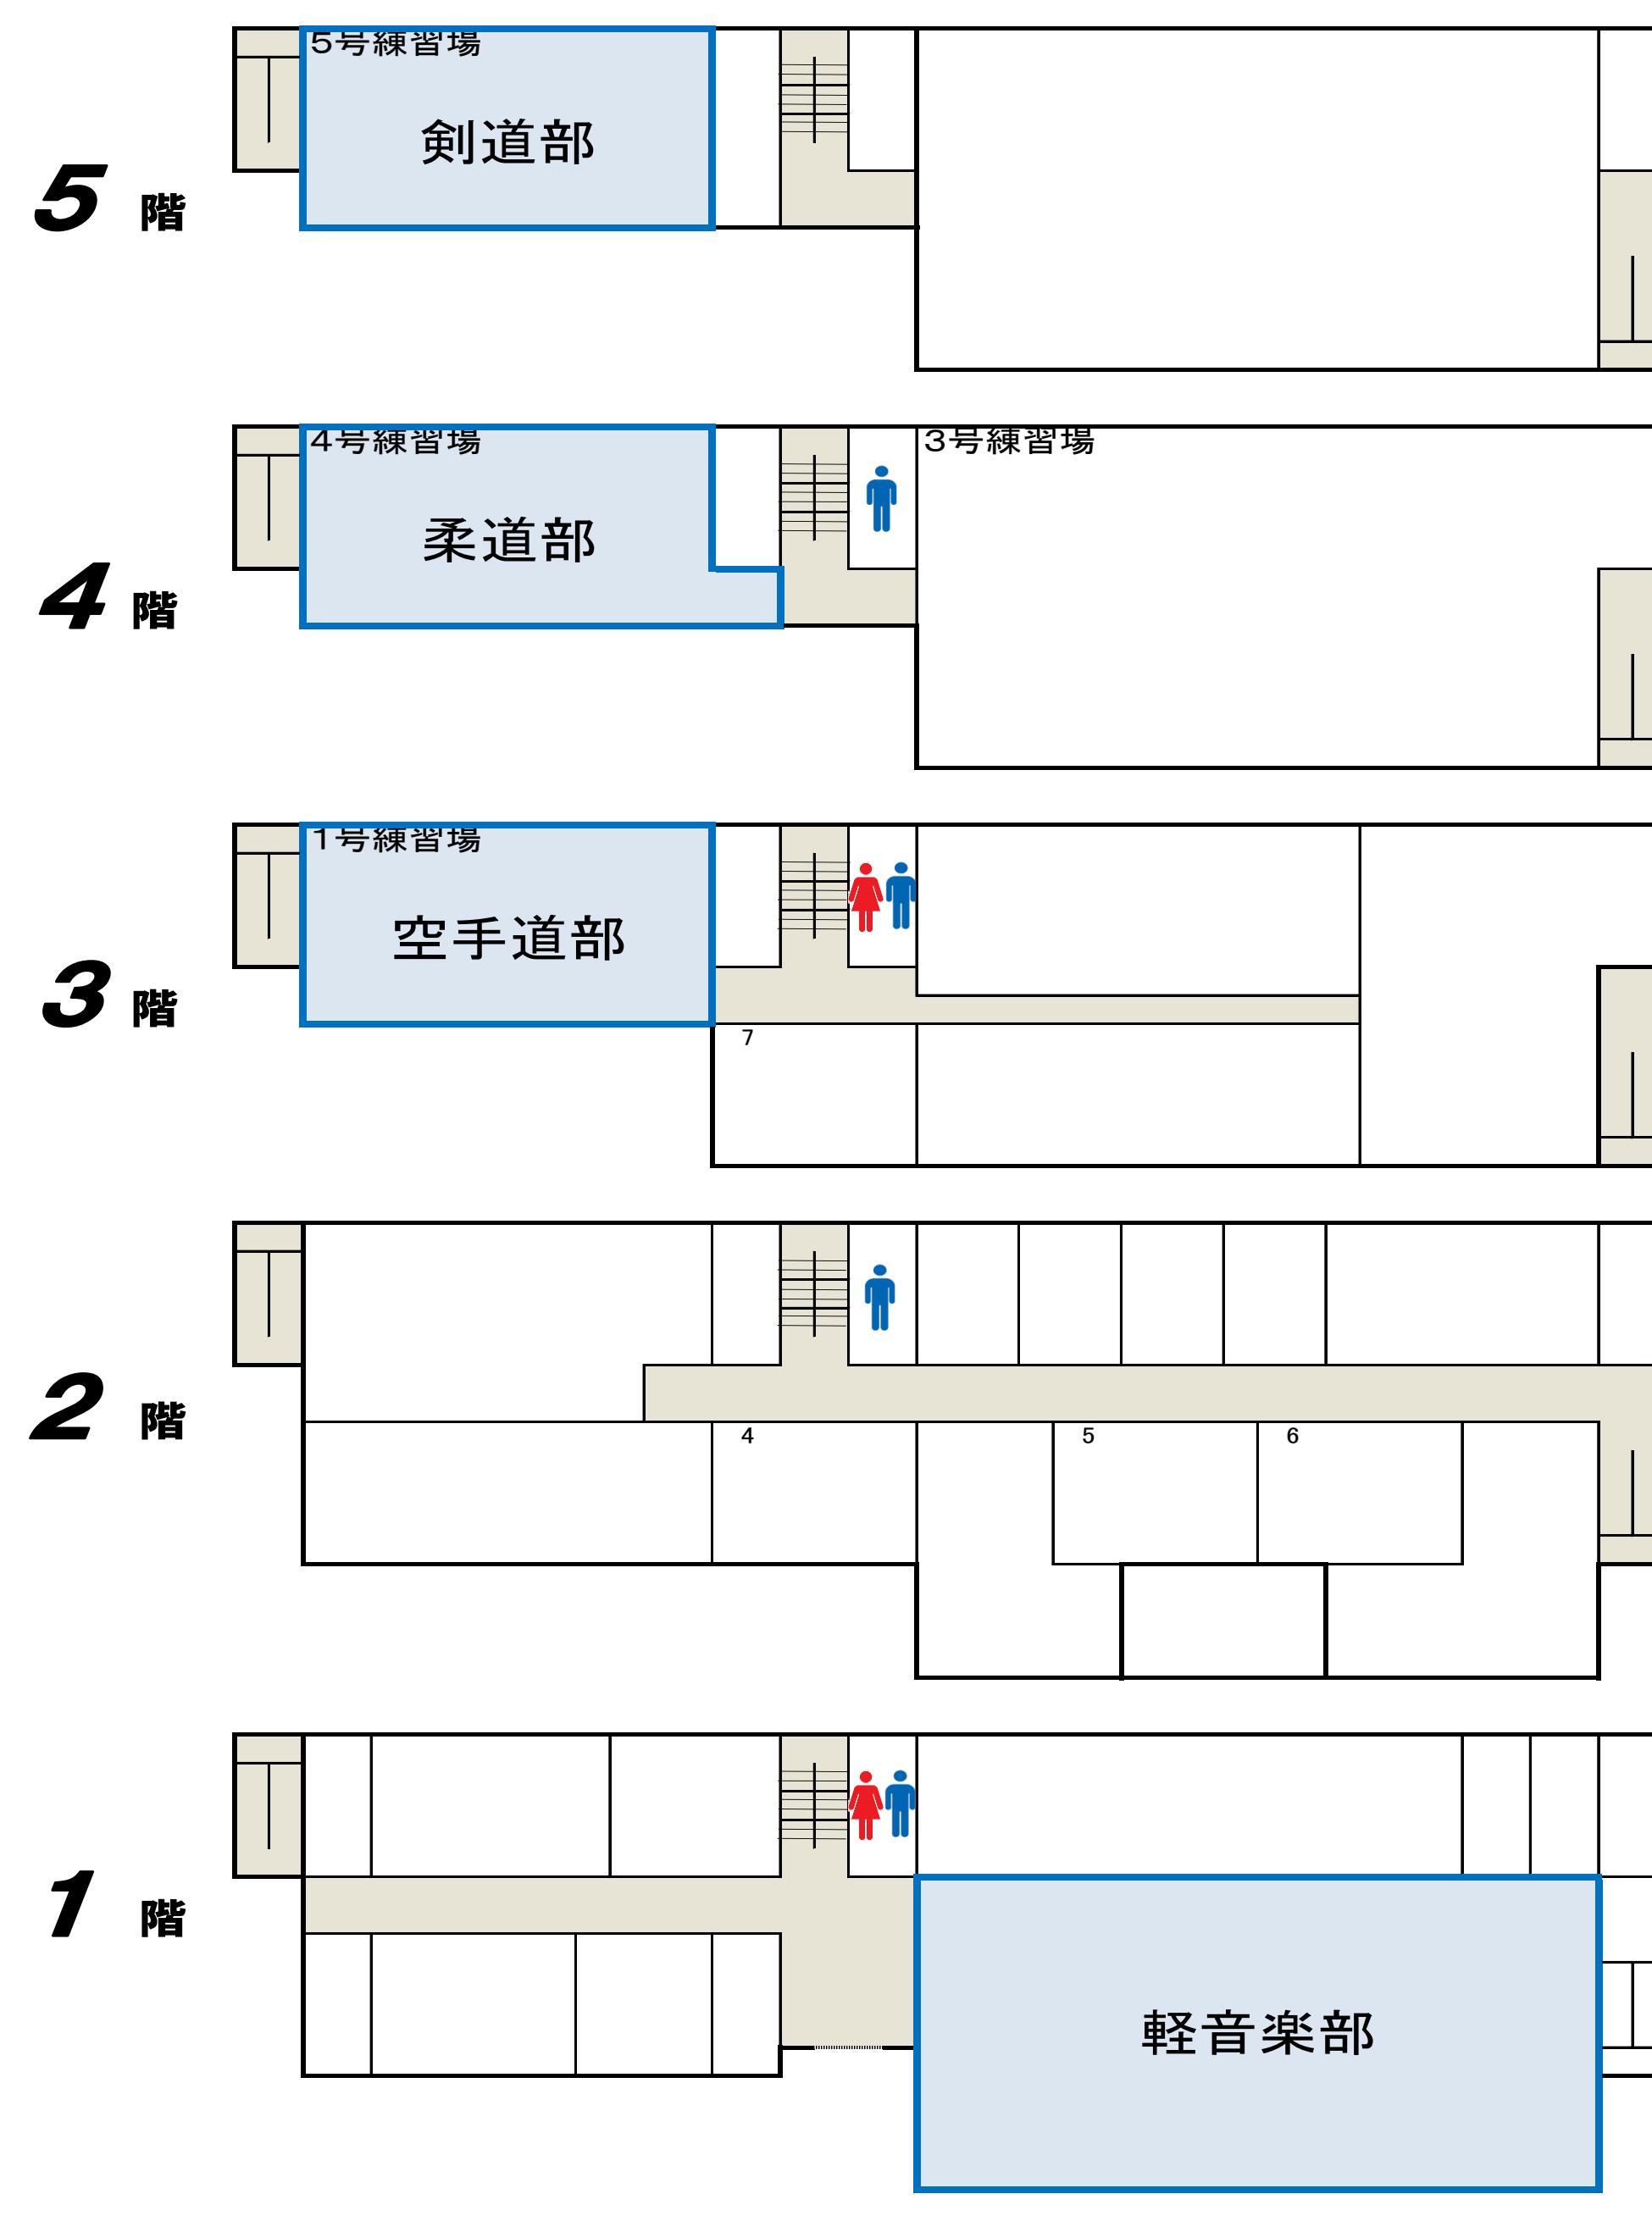 5号練習場
剣道部
5 階
4号練習場
3号練習場
柔道部
4 階
1号練習場
空手道部
3 階
7
2 階
4
5
6
1 階
軽音楽部